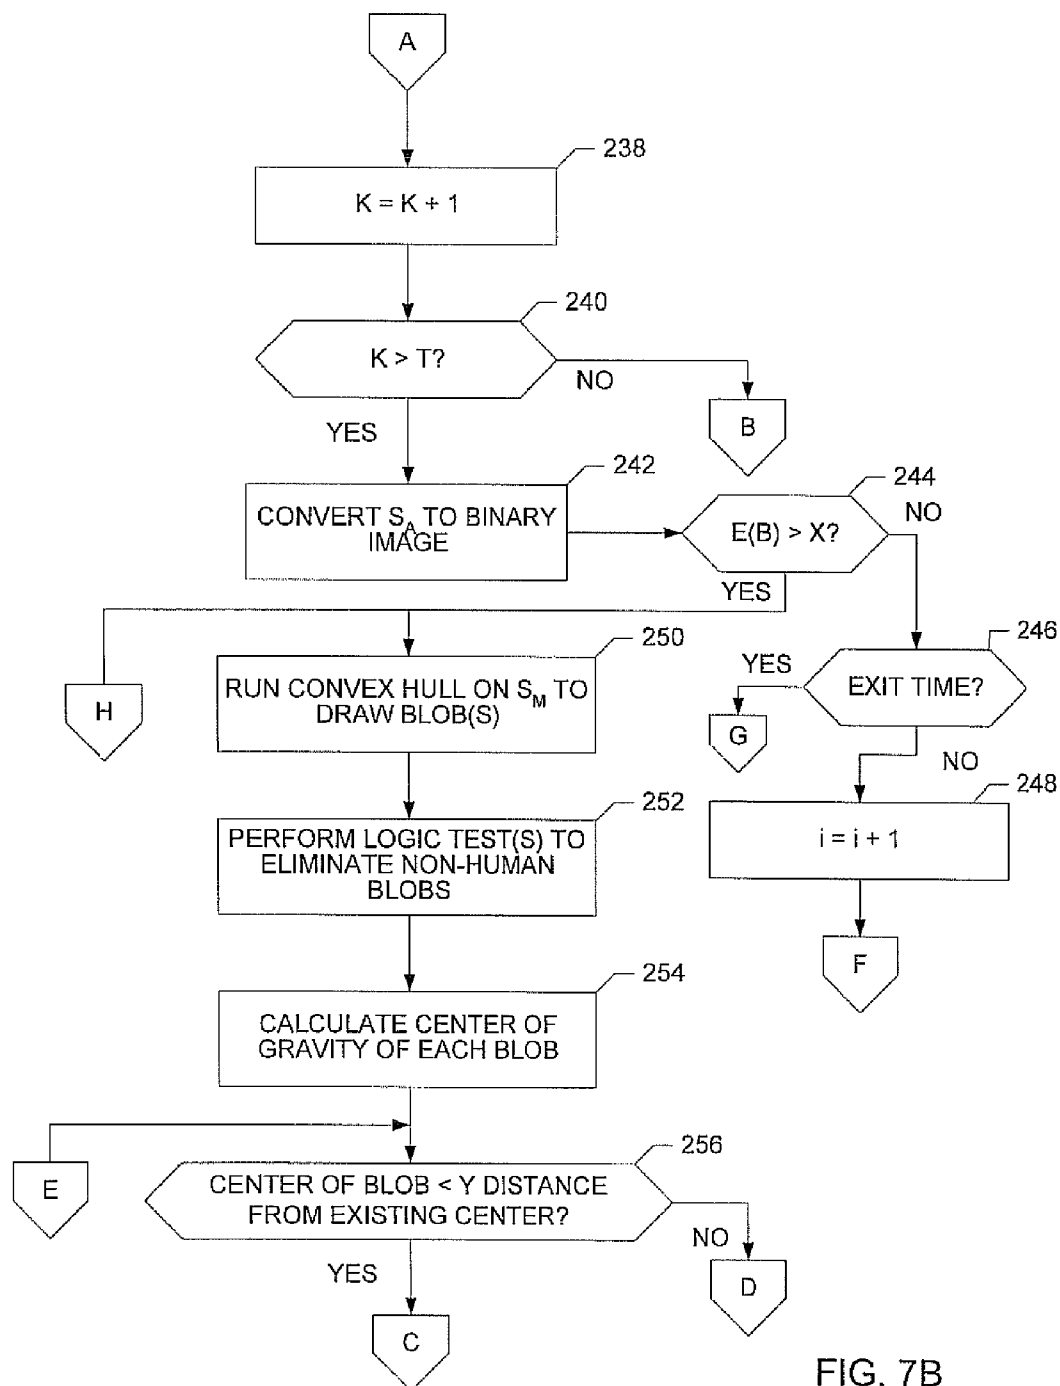 A
238
K = K + 1
240
K > T?
NO
YES
B
242
CONVERT S_A TO BINARY
IMAGE
244
E(B) > X?
NO
YES
H
250
RUN CONVEX HULL ON S_M TO
DRAW BLOB(S)
246
EXIT TIME?
YES
G
NO
248
i = i + 1
F
252
PERFORM LOGIC TEST(S) TO
ELIMINATE NON-HUMAN
BLOBS
254
CALCULATE CENTER OF
GRAVITY OF EACH BLOB
E
256
CENTER OF BLOB < Y DISTANCE
FROM EXISTING CENTER?
NO
YES
D
C
FIG. 7B